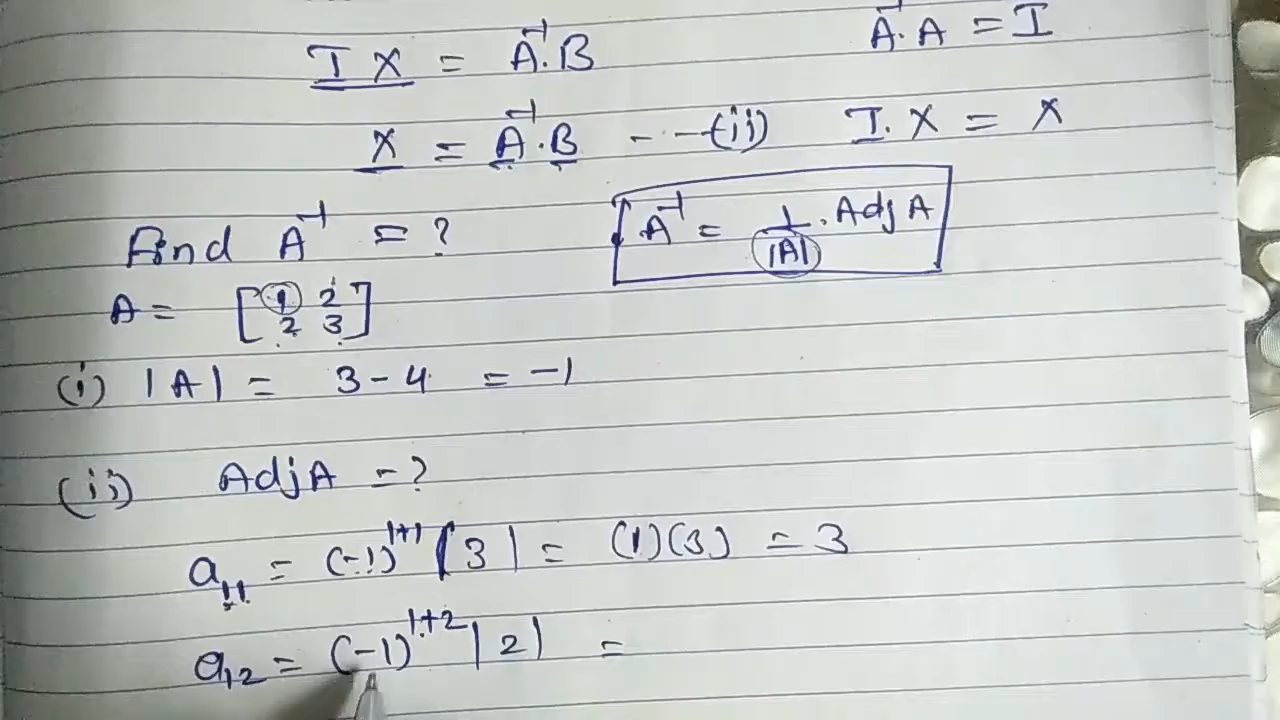 I X = A⁻¹.B A⁻¹.A = I
X = A⁻¹.B - - -(ii) I.X = X
Find A⁻¹ = ? A⁻¹ = 1/|A| . Adj A
A = [1 2
2 3]
(i) |A| = 3-4 = -1
(ii) Adj A = ?
a₁₁ = (-1)¹⁺¹ |3| = (1)(3) = 3
a₁₂ = (-1)¹⁺² |2| =